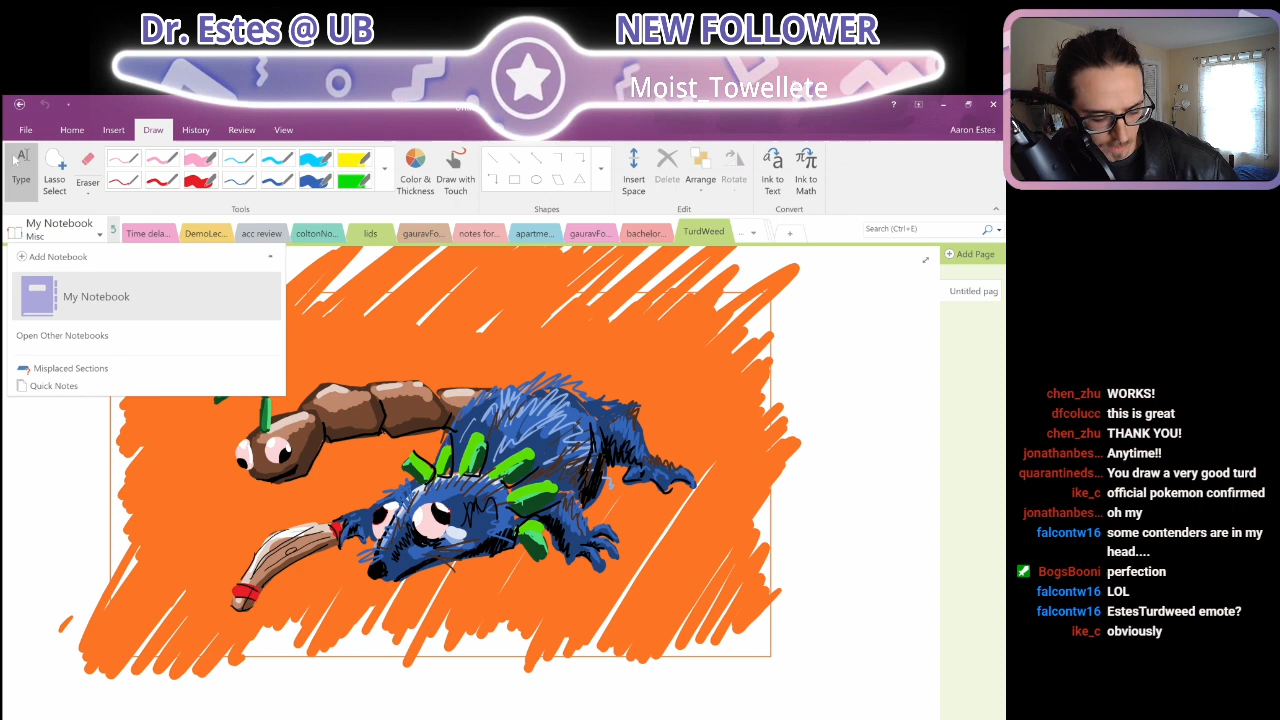 Dr. Estes @ UB
NEW FOLLOWER
Moist_Towellete
?
File
Home
Insert
Draw
History
Review
View
Aaron Estes
Type
Lasso
Select
Eraser
Color &
Thickness
Draw with
Touch
Insert
Space
Delete
Arrange
Rotate
Ink to
Text
Ink to
Math
Tools
Shapes
Edit
Convert
My Notebook
Misc
5
Time dela...
DemoLec...
acc review
coltonNo...
lids
gauravFo...
notes for...
apartme...
gauravFo...
bachelor...
TurdWeed
...
Search (Ctrl+E)
Add Notebook
My Notebook
Open Other Notebooks
Misplaced Sections
Quick Notes
Add Page
Untitled pag
chen_zhu WORKS!
dfcolucc this is great
chen_zhu THANK YOU!
jonathanbes... Anytime!!
quarantineds... You draw a very good turd
ike_c official pokemon confirmed
jonathanbes... oh my
falcontw16 some contenders are in my
head....
BogsBooni perfection
falcontw16 LOL
falcontw16 EstesTurdweed emote?
ike_c obviously